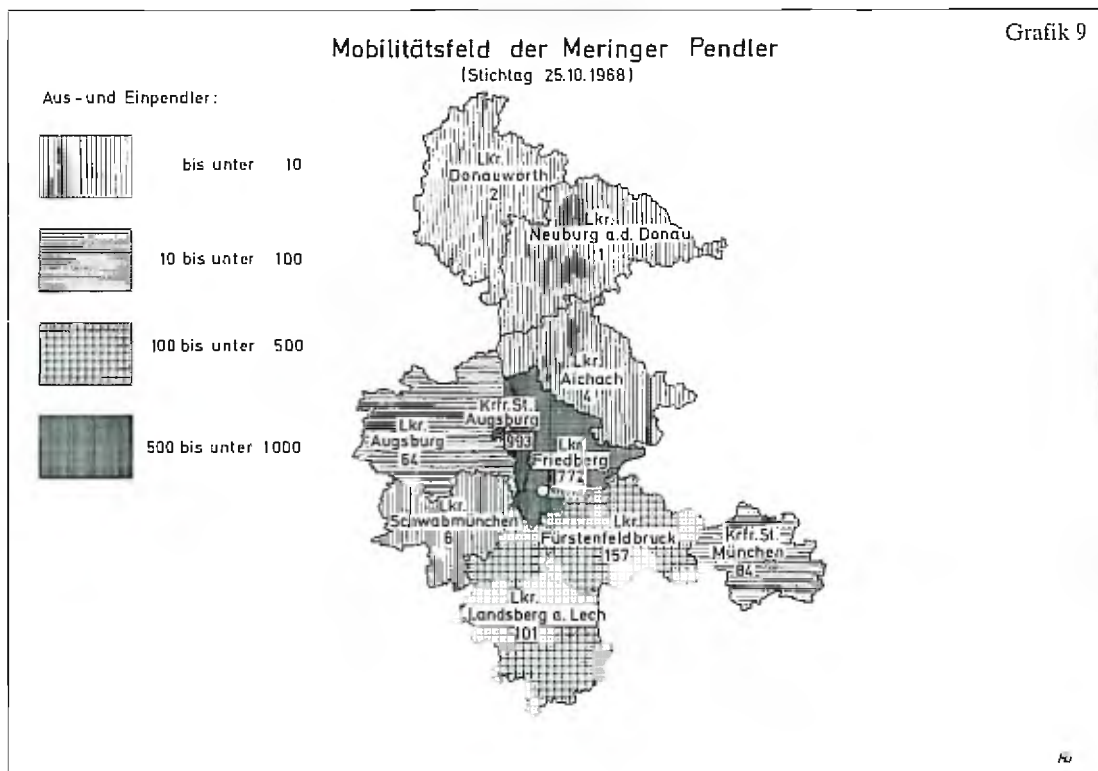 Grafik 9
Mobilitätsfeld der Meringer Pendler
(Stichtag 25.10.1968)
Aus- und Einpendler:
bis unter 10
10 bis unter 100
100 bis unter 500
500 bis unter 1000
Lkr.
Donauwörth
2
Lkr.
Neuburg a.d. Donau
1
Lkr.
Aichach
4
Krfr. St.
Augsburg
993
Lkr.
Augsburg
64
Lkr.
Friedberg
772
Lkr.
Schwabmünchen
6
Lkr.
Fürstenfeldbruck
157
Krfr. St.
München
84
Lkr.
Landsberg a. Lech
101